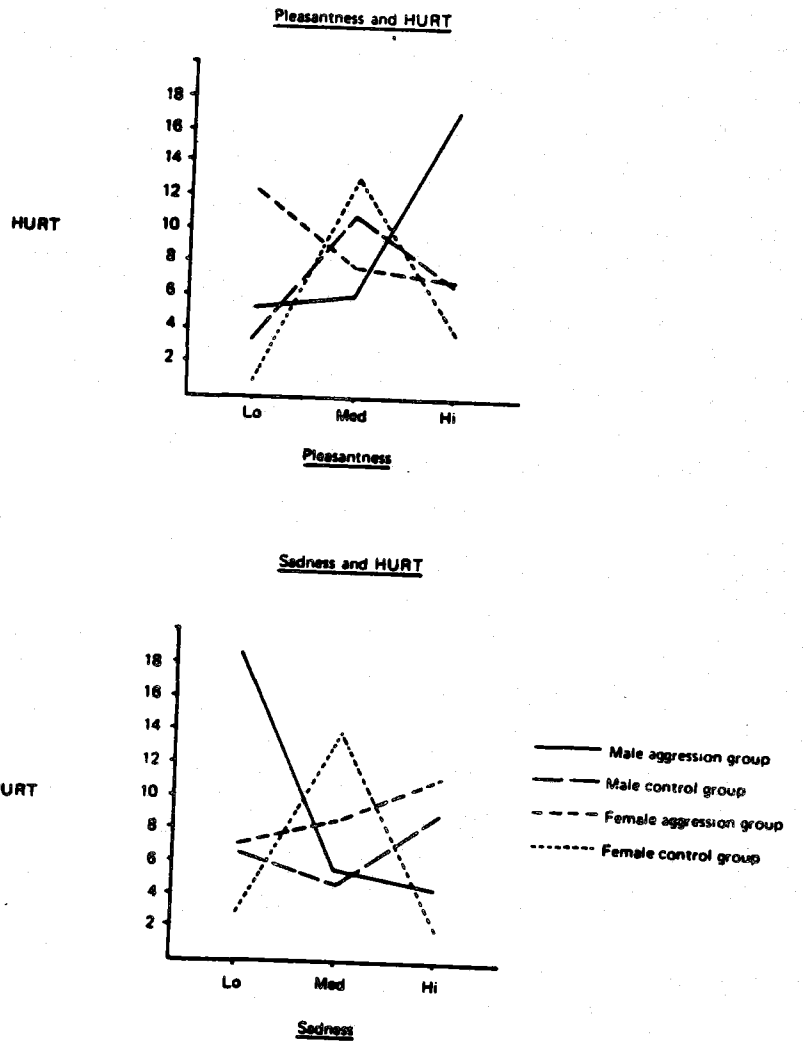 Pleasantness and HURT
18
16
14
12
HURT
10
8
6
4
2
Lo Med Hi
Pleasantness
Sadness and HURT
18
16
14
12
10
URT
8
6
4
2
Male aggression group
Male control group
Female aggression group
Female control group
Lo Med Hi
Sadness